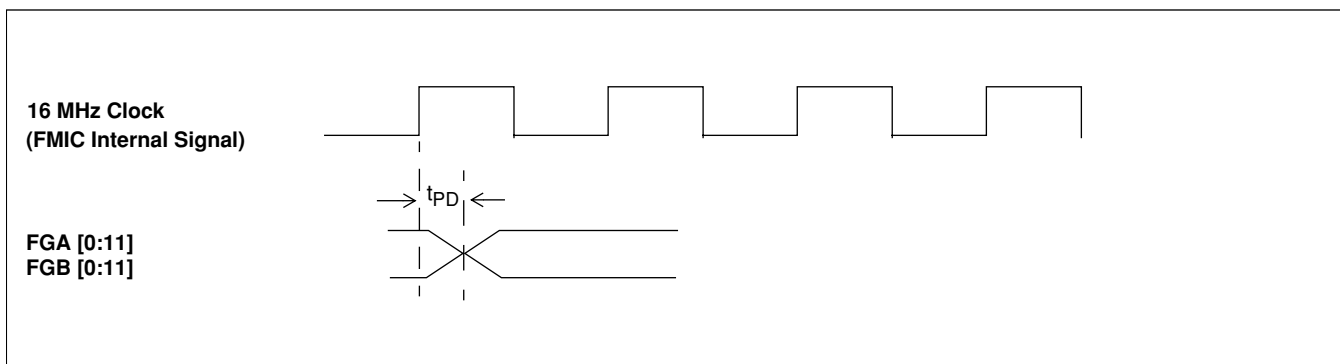 16 MHz Clock
(FMIC Internal Signal)
tPD
FGA [0:11]
FGB [0:11]